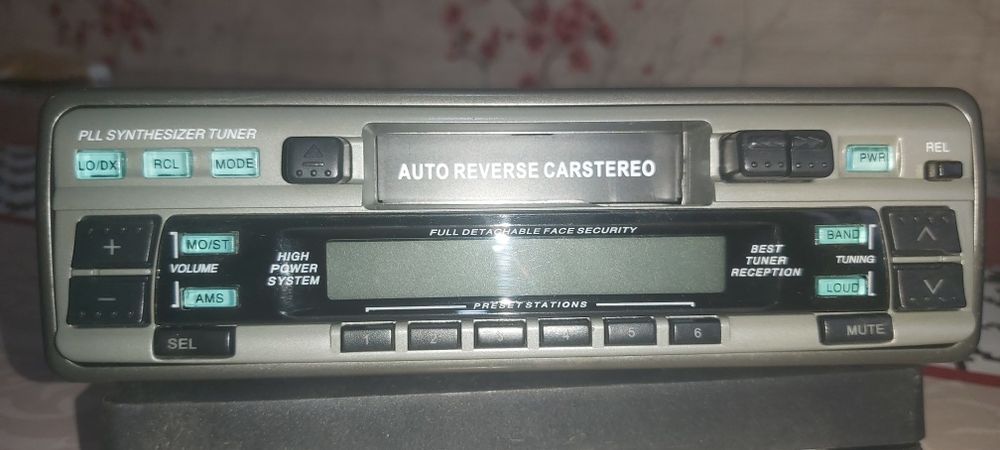 PLL SYNTHESIZER TUNER
LO/DX RCL MODE
AUTO REVERSE CARSTEREO
PWR
REL
+
−
MO/ST
VOLUME
AMS
FULL DETACHABLE FACE SECURITY
HIGH
POWER
SYSTEM
BEST
TUNER
RECEPTION
BAND
TUNING
LOUD
PRESET STATIONS
SEL
1 2 3 4 5 6
MUTE